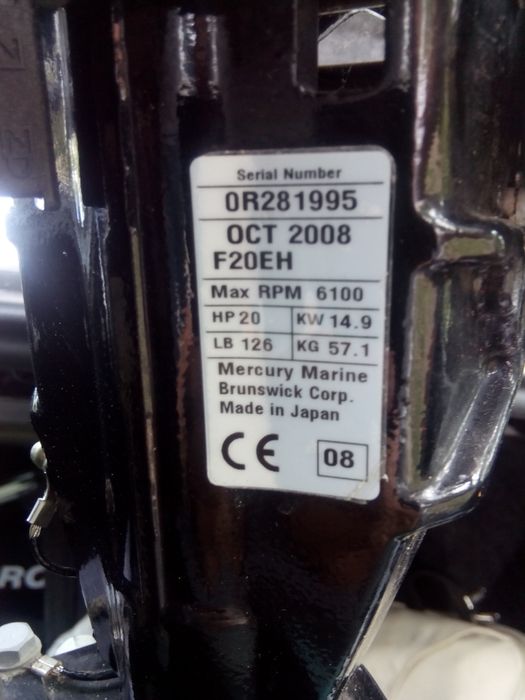 Serial Number
0R281995
OCT 2008
F20EH
Max RPM 6100
HP 20 KW 14.9
LB 126 KG 57.1
Mercury Marine
Brunswick Corp.
Made in Japan
CE 08
RC